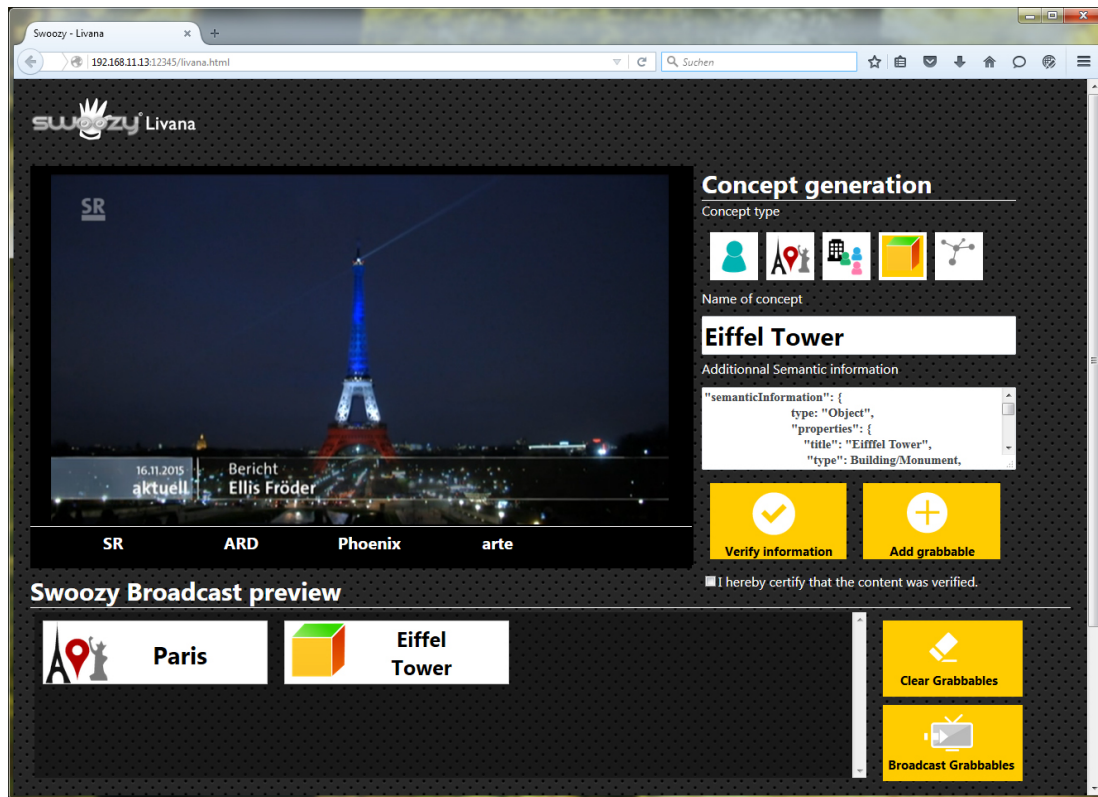 Swoozy - Livana
192.168.11.13:12345/livana.html
Suchen
swoozy® Livana
SR
16.11.2015
aktuell
Bericht
Ellis Fröder
SR ARD Phoenix arte
Concept generation
Concept type
Name of concept
Eiffel Tower
Additionnal Semantic information
"semanticInformation": {
type: "Object",
"properties": {
"title": "Eifffel Tower",
"type": Building/Monument,
Verify information
Add grabbable
I hereby certify that the content was verified.
Swoozy Broadcast preview
Paris
Eiffel
Tower
Clear Grabbables
Broadcast Grabbables